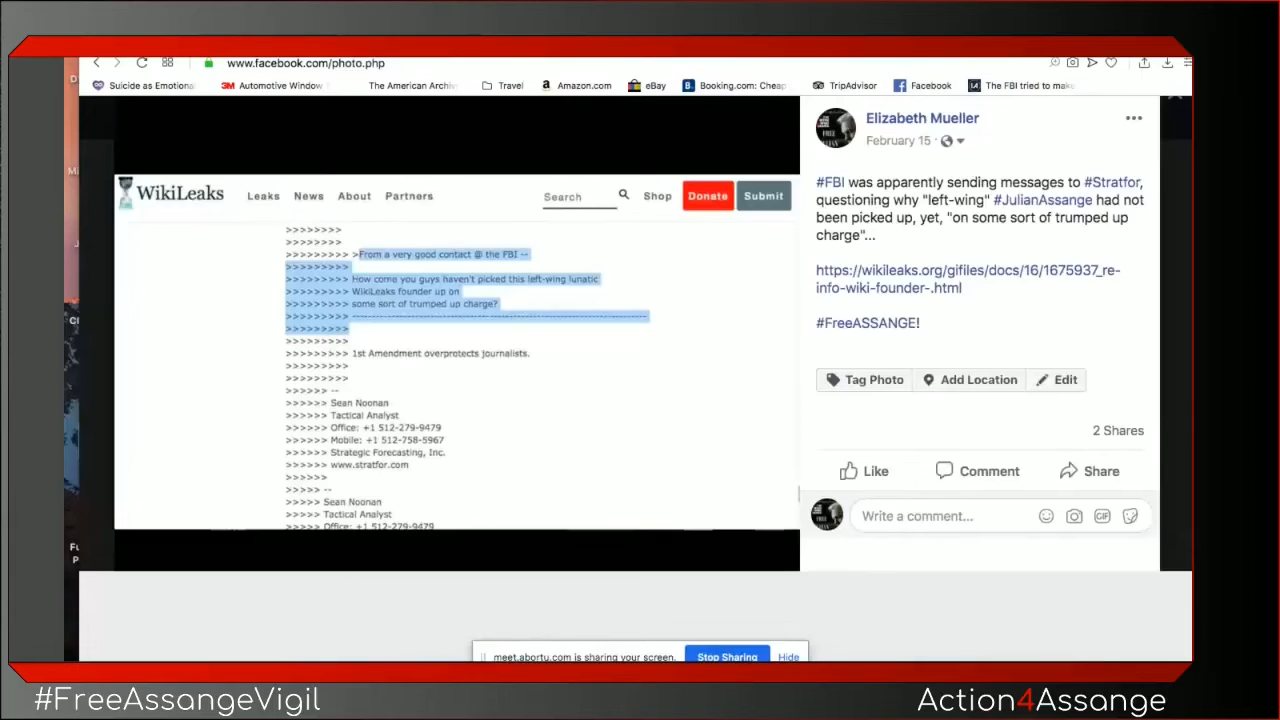 www.facebook.com/photo.php
Suicide as Emotiona
3M Automotive Window
The American Archiv
Travel
Amazon.com
eBay
Booking.com: Cheap
TripAdvisor
Facebook
The FBI tried to make
WikiLeaks
Leaks
News
About
Partners
Search
Shop
Donate
Submit
>>>>>>>>>
>>>>>>>>>
>>>>>>>>> >From a very good contact @ the FBI --
>>>>>>>>>
>>>>>>>>> How come you guys haven't picked this left-wing lunatic
>>>>>>>>> WikiLeaks founder up on
>>>>>>>>> some sort of trumped up charge?
>>>>>>>>> --------------------------------------------------------------------------
>>>>>>>>>
>>>>>>>>>
>>>>>>>>> 1st Amendment overprotects journalists.
>>>>>>>>>
>>>>>>>>>
>>>>>> --
>>>>>> Sean Noonan
>>>>>> Tactical Analyst
>>>>>> Office: +1 512-279-9479
>>>>>> Mobile: +1 512-758-5967
>>>>>> Strategic Forecasting, Inc.
>>>>>> www.stratfor.com
>>>>>>
>>>>> --
>>>>> Sean Noonan
>>>>> Tactical Analyst
>>>>> Office: +1 512-279-9479
Elizabeth Mueller
February 15
#FBI was apparently sending messages to #Stratfor,
questioning why "left-wing" #JulianAssange had not
been picked up, yet, "on some sort of trumped up
charge"...
https://wikileaks.org/gifiles/docs/16/1675937_re-
info-wiki-founder-.html
#FreeASSANGE!
Tag Photo
Add Location
Edit
2 Shares
Like
Comment
Share
Write a comment...
GIF
meet.abortu.com is sharing your screen.
Stop Sharing
Hide
#FreeAssangeVigil
Action4Assange